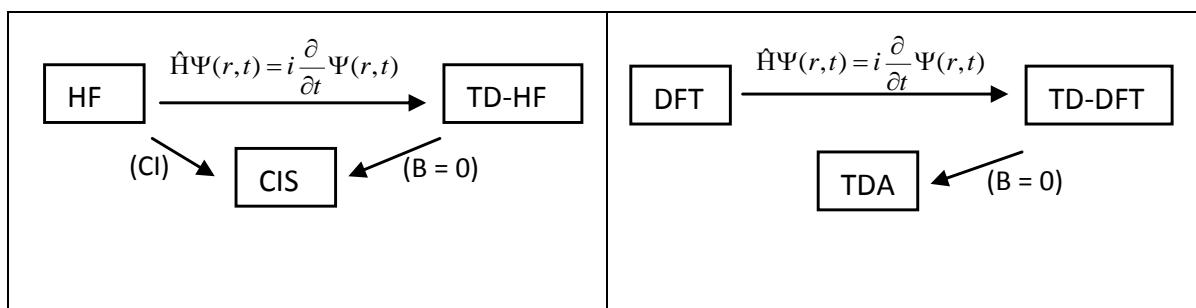 ĤΨ(r,t) = i ∂/∂t Ψ(r,t)
HF
TD-HF
(CI)
CIS
(B = 0)
ĤΨ(r,t) = i ∂/∂t Ψ(r,t)
DFT
TD-DFT
TDA
(B = 0)